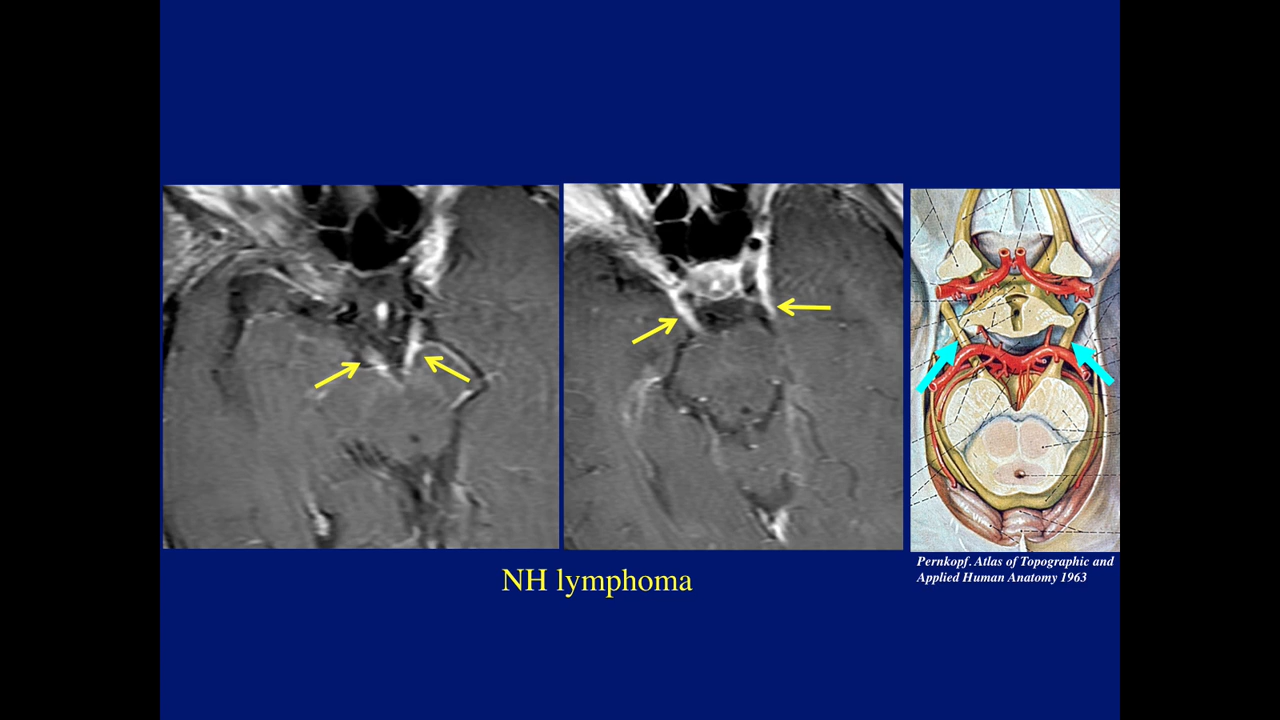 NH lymphoma
Pernkopf. Atlas of Topographic and
Applied Human Anatomy 1963